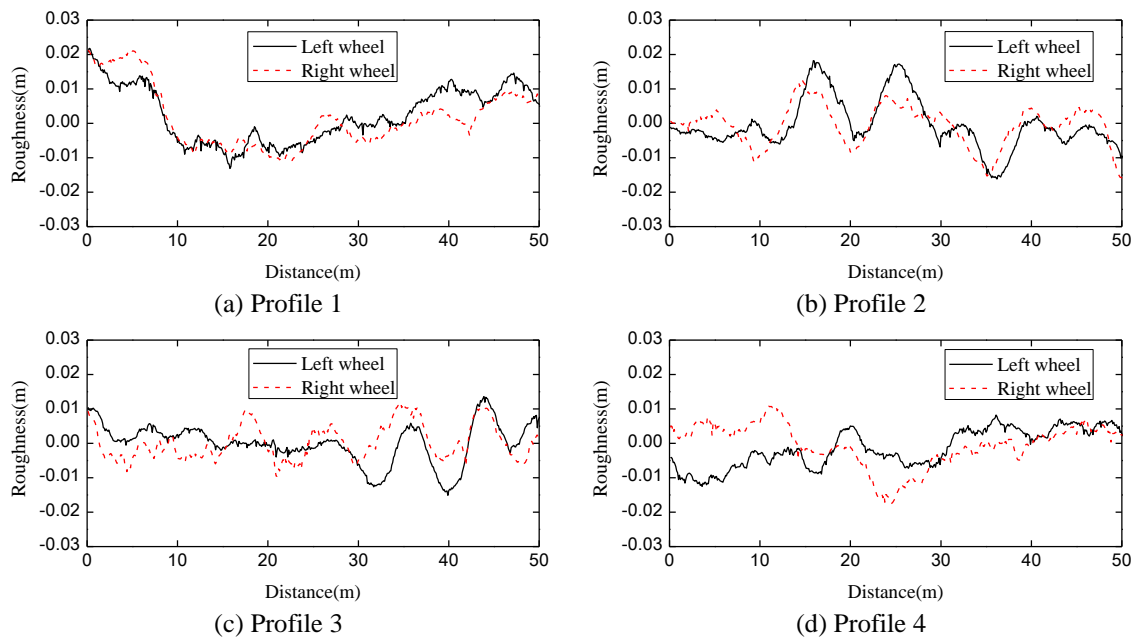 0.03
0.02
0.01
0.00
-0.01
-0.02
-0.03
Roughness(m)
Left wheel
Right wheel
0 10 20 30 40 50
Distance(m)
(a) Profile 1
0.03
0.02
0.01
0.00
-0.01
-0.02
-0.03
Roughness(m)
Left wheel
Right wheel
0 10 20 30 40 50
Distance(m)
(b) Profile 2
0.03
0.02
0.01
0.00
-0.01
-0.02
-0.03
Roughness(m)
Left wheel
Right wheel
0 10 20 30 40 50
Distance(m)
(c) Profile 3
0.03
0.02
0.01
0.00
-0.01
-0.02
-0.03
Roughness(m)
Left wheel
Right wheel
0 10 20 30 40 50
Distance(m)
(d) Profile 4